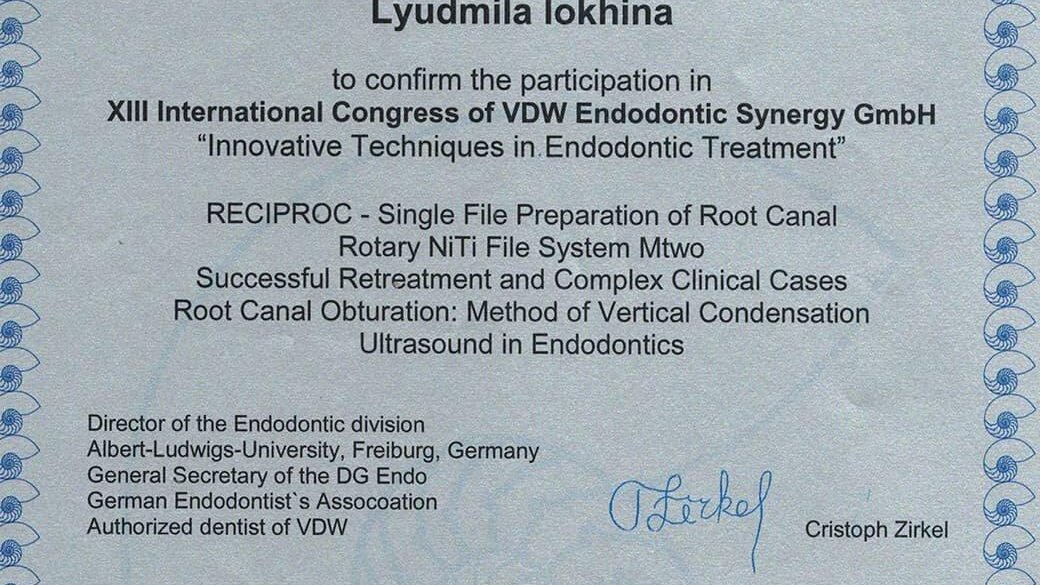 Lyudmila Iokhina
to confirm the participation in
XIII International Congress of VDW Endodontic Synergy GmbH
“Innovative Techniques in Endodontic Treatment”
RECIPROC - Single File Preparation of Root Canal
Rotary NiTi File System Mtwo
Successful Retreatment and Complex Clinical Cases
Root Canal Obturation: Method of Vertical Condensation
Ultrasound in Endodontics
Director of the Endodontic division
Albert-Ludwigs-University, Freiburg, Germany
General Secretary of the DG Endo
German Endodontist`s Assocoation
Authorized dentist of VDW
Zirkel
Cristoph Zirkel